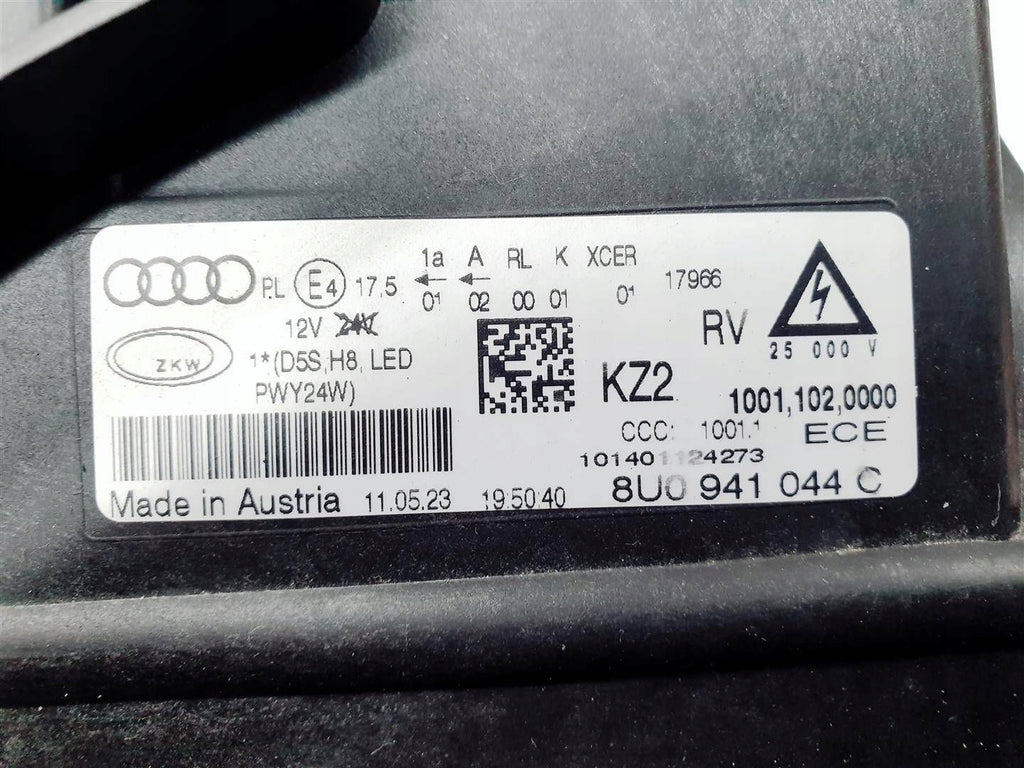 1a A RL K XCER
PL E4 17,5 01 02 00 01 01 17966
12V 24V
RV
25 000 V
ZKW
1*(D5S,H8, LED
PWY24W)
KZ2
1001,102,0000
CCC: 1001.1 ECE
101401124273
Made in Austria 11.05.23 19:50:40 8U0 941 044 C